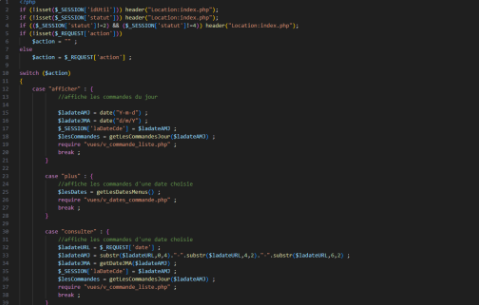 <?php
if (!isset($_SESSION['idUtil'])) header("Location:index.php");
if (!isset($_SESSION['statut'])) header("Location:index.php");
if (($_SESSION['statut']!=2) && ($_SESSION['statut']!=4)) header("Location:index.php");
if (!isset($_REQUEST['action']))
$action = "" ;
else
$action = $_REQUEST['action'] ;
switch ($action)
{
case "afficher" : {
//affiche les commandes du jour
$ladateAMJ = date("Y-m-d") ;
$ladateJMA = date("d/m/Y") ;
$_SESSION['laDateCde'] = $ladateAMJ ;
$lesCommandes = getLesCommandesJour($ladateAMJ) ;
require "vues/v_commande_liste.php" ;
break ;
}
case "plus" : {
//affiche les commandes d'une date choisie
$lesDates = getLesDatesMenus() ;
require "vues/v_dates_commande.php" ;
break ;
}
case "consulter" : {
//affiche les commandes d'une date choisie
$ladateURL = $_REQUEST['date'] ;
$ladateAMJ = substr($ladateURL,0,4)."-".substr($ladateURL,4,2)."-".substr($ladateURL,6,2) ;
$ladateJMA = getDateJMA($ladateAMJ) ;
$_SESSION['laDateCde'] = $ladateAMJ ;
$lesCommandes = getLesCommandesJour($ladateAMJ) ;
require "vues/v_commande_liste.php" ;
break ;
}